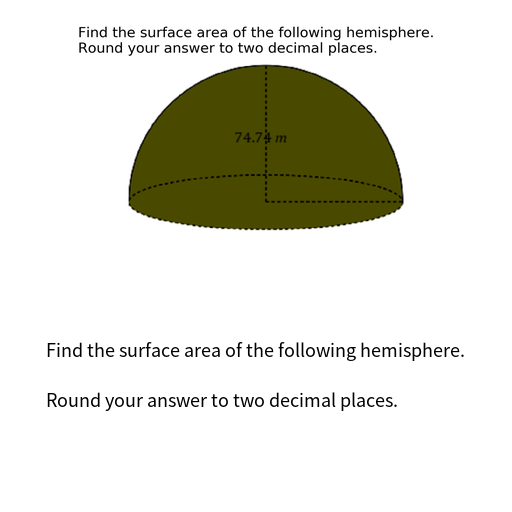 Find the surface area of the following hemisphere.
Round your answer to two decimal places.
74.74 m
Find the surface area of the following hemisphere.
Round your answer to two decimal places.